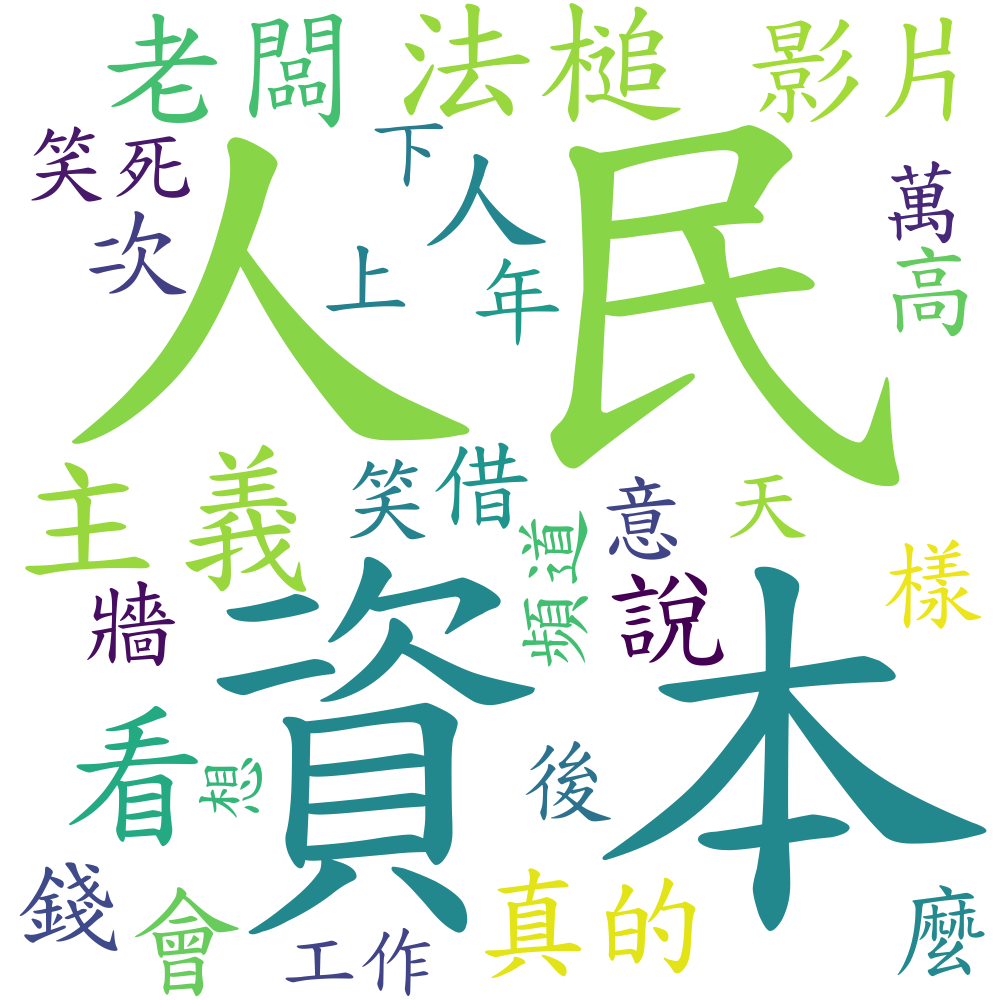 老闆
法槌
影片
笑死
下
人
萬
次
人民
上
年
高
主義
笑
借
頻道
意
天
樣
牆
資本
說
看
想
後
錢
會
工作
真的
麼